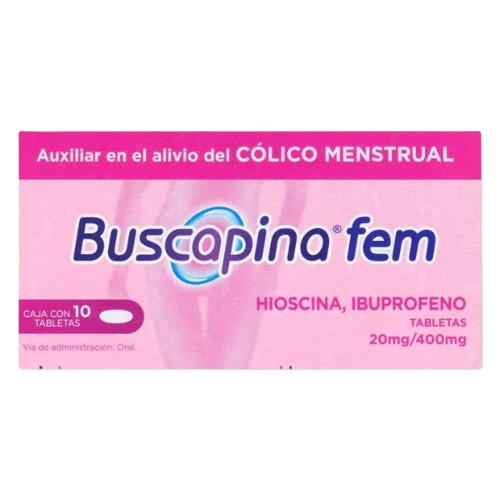 Auxiliar en el alivio del CÓLICO MENSTRUAL
Buscapina® fem
HIOSCINA, IBUPROFENO
TABLETAS
20mg/400mg
CAJA CON 10
TABLETAS
Vía de administración: Oral.